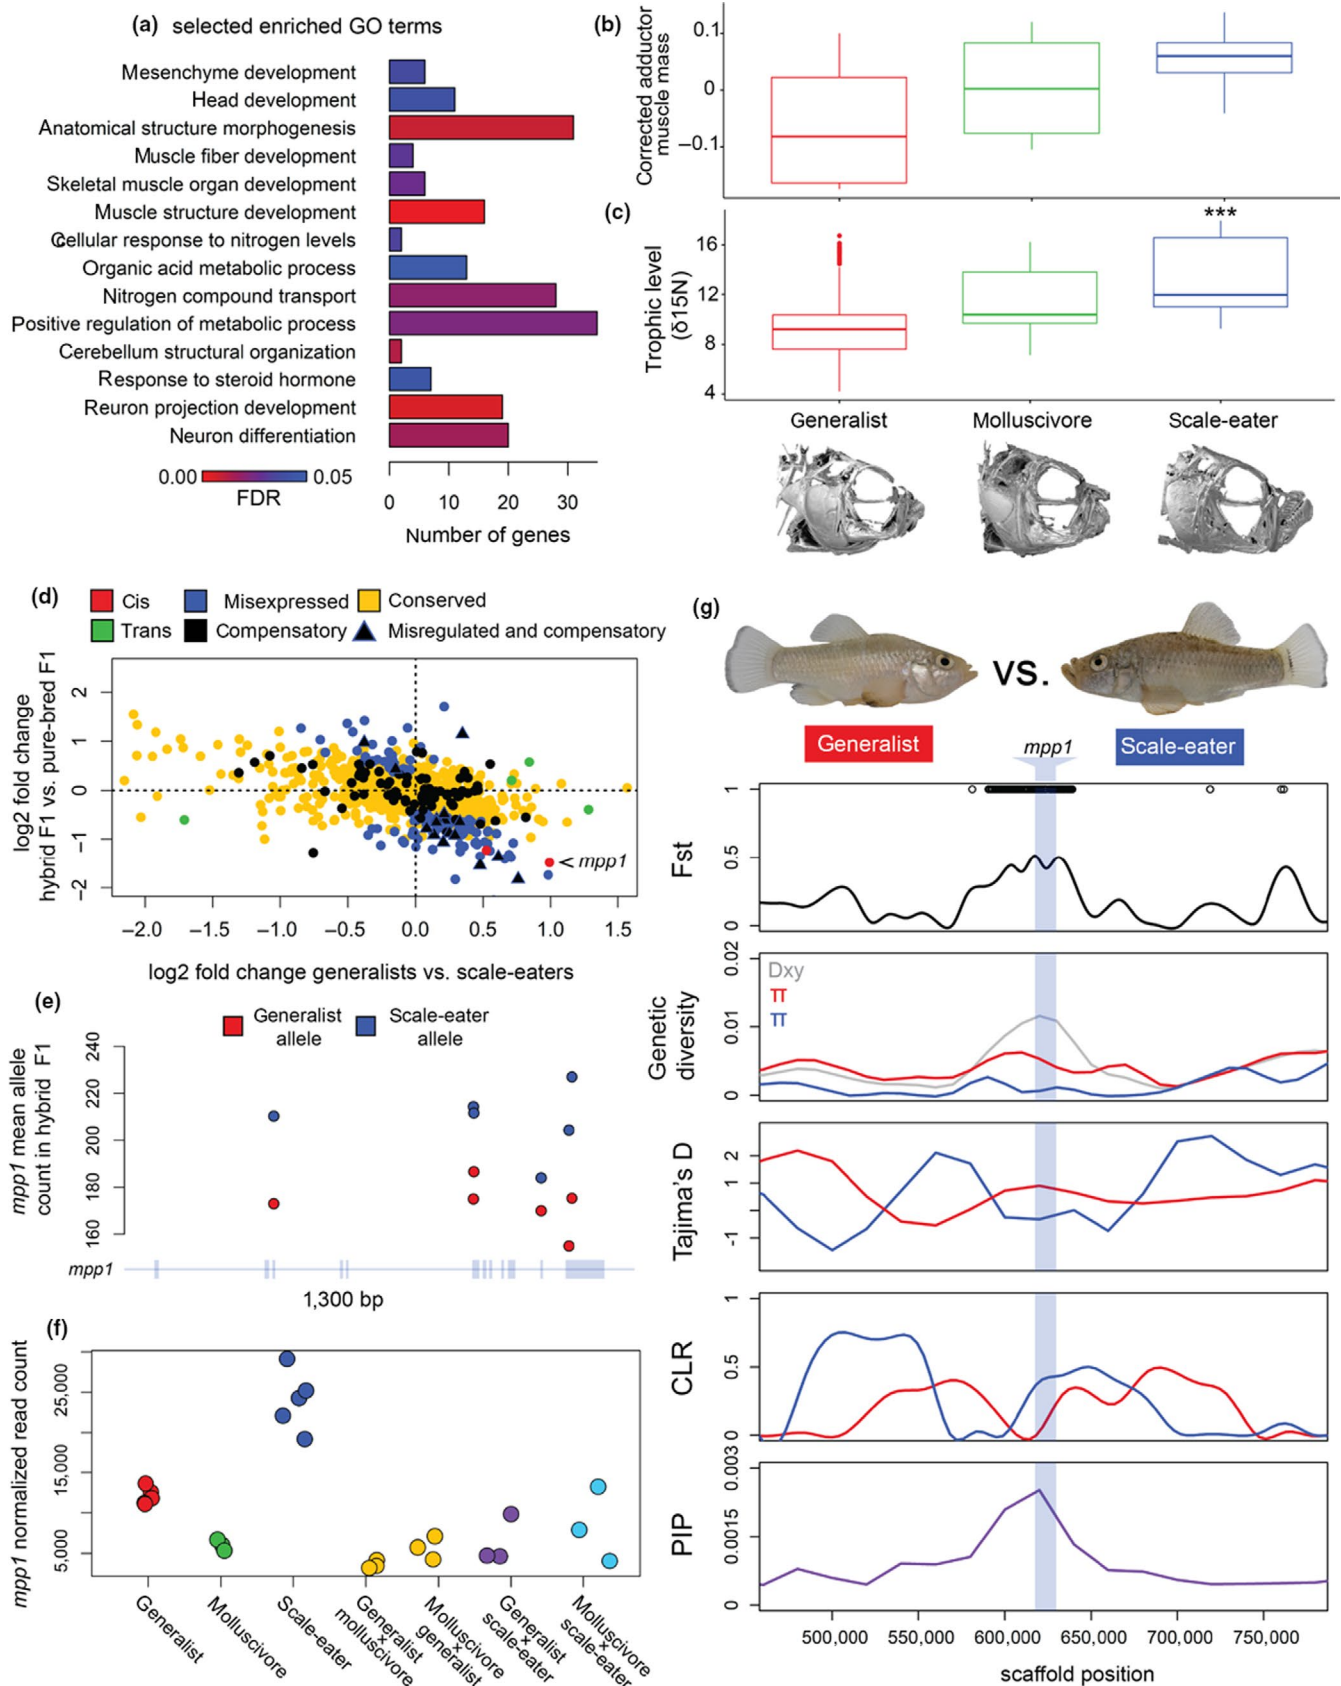 (a) selected enriched GO terms
Mesenchyme development
Head development
Anatomical structure morphogenesis
Muscle fiber development
Skeletal muscle organ development
Muscle structure development
Cellular response to nitrogen levels
Organic acid metabolic process
Nitrogen compound transport
Positive regulation of metabolic process
Cerebellum structural organization
Response to steroid hormone
Reuron projection development
Neuron differentiation
0.00 0.05
FDR
0 10 20 30
Number of genes
(b)
Corrected adductor
muscle mass
0.1
0
–0.1
(c)
Trophic level
(δ15N)
***
16
12
8
4
Generalist Molluscivore Scale-eater
(d)
Cis Misexpressed Conserved
Trans Compensatory Misregulated and compensatory
log2 fold change
hybrid F1 vs. pure-bred F1
2
1
0
–1
–2
< mpp1
–2.0 –1.5 –1.0 –0.5 0.0 0.5 1.0 1.5
log2 fold change generalists vs. scale-eaters
(e)
Generalist
allele
Scale-eater
allele
mpp1 mean allele
count in hybrid F1
240
220
200
180
160
mpp1
1,300 bp
(f)
mpp1 normalized read count
25,000
15,000
5,000
Generalist
Molluscivore
Scale-eater
Generalist
×
molluscivore
Molluscivore
×
generalist
Generalist
×
scale-eater
Molluscivore
×
scale-eater
(g)
vs.
Generalist
mpp1
Scale-eater
Fst
1
0.5
0
Genetic
diversity
0.02
0.01
0
Dxy
π
π
Tajima's D
2
1
-1
CLR
1
0.5
0
PIP
0.003
0.0015
0
500,000 550,000 600,000 650,000 700,000 750,000
scaffold position